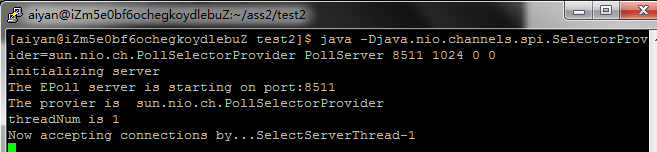 aiyan@iZm5e0bf6ochegkoydlebuZ:~/ass2/test2
[aiyan@iZm5e0bf6ochegkoydlebuZ test2]$ java -Djava.nio.channels.spi.SelectorProv
ider=sun.nio.ch.PollSelectorProvider PollServer 8511 1024 0 0
initializing server
The EPoll server is starting on port:8511
The provier is  sun.nio.ch.PollSelectorProvider
threadNum is 1
Now accepting connections by...SelectServerThread-1